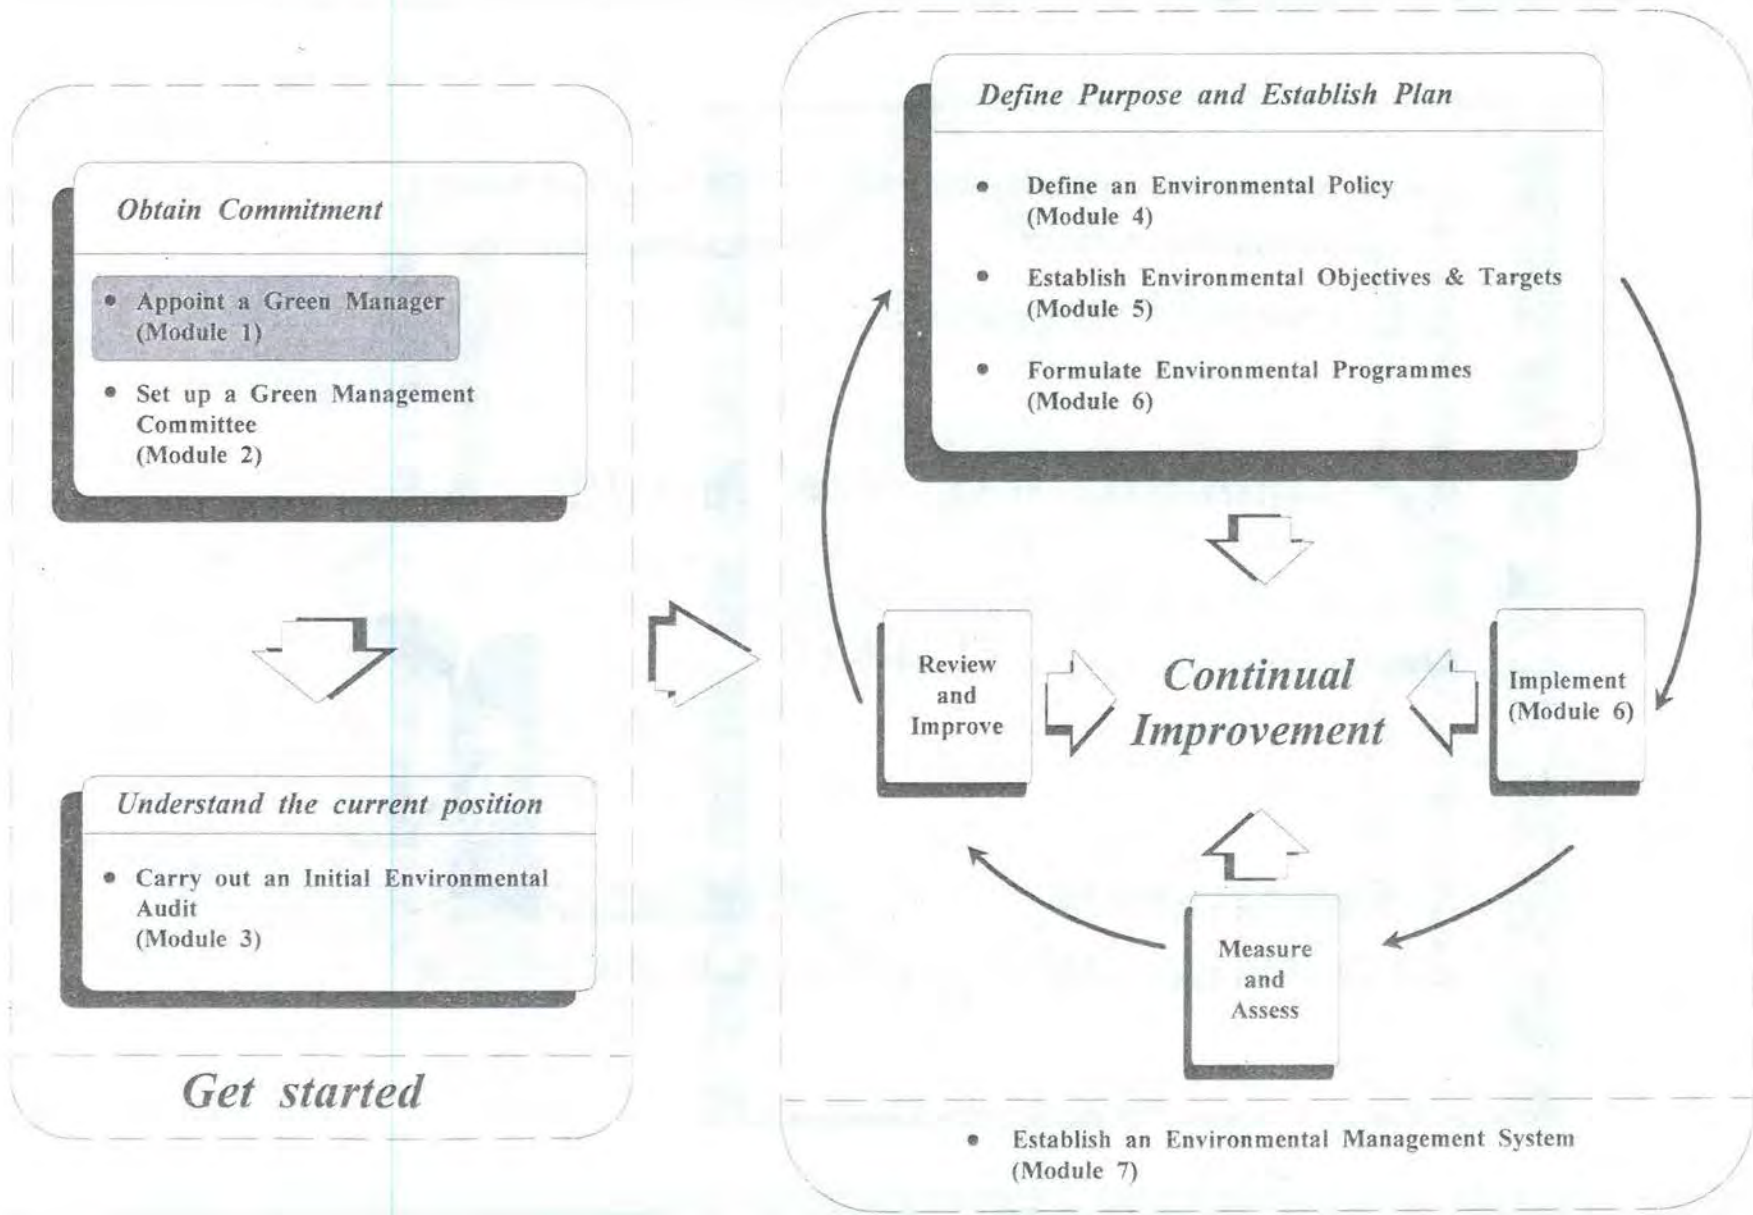 Obtain Commitment
• Appoint a Green Manager
(Module 1)
• Set up a Green Management
Committee
(Module 2)
Understand the current position
• Carry out an Initial Environmental
Audit
(Module 3)
Get started
Define Purpose and Establish Plan
• Define an Environmental Policy
(Module 4)
• Establish Environmental Objectives & Targets
(Module 5)
• Formulate Environmental Programmes
(Module 6)
Review
and
Improve
Continual
Improvement
Implement
(Module 6)
Measure
and
Assess
• Establish an Environmental Management System
(Module 7)